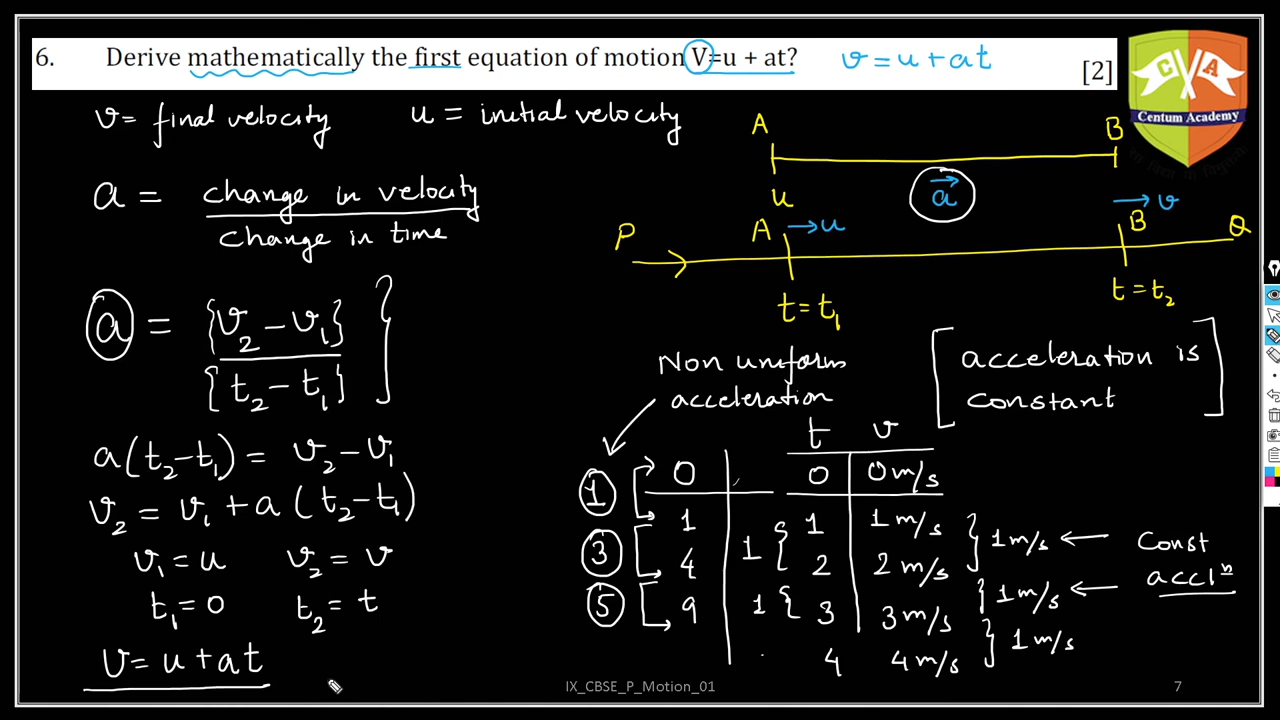 6. Derive mathematically the first equation of motion V=u + at? v = u + at [2]
CA
Centum Academy
v = final velocity u = initial velocity
a = change in velocity
change in time
a = {v₂ − v₁}
[t₂ − t₁]
a(t₂−t₁) = v₂ − v₁
v₂ = v₁ + a (t₂−t₁)
v₁ = u v₂ = v
t₁ = 0 t₂ = t
v = u + at
A B
u a v
P A u B Q
t = t₁ t = t₂
Non uniform
acceleration
[acceleration is
constant]
t v
① 0 0 0 m/s
1 1 1 m/s
③ 4 1 2 2 m/s 1 m/s ← Const
⑤ 9 1 3 3 m/s 1 m/s ← acclⁿ
4 4 m/s 1 m/s
IX_CBSE_P_Motion_01 7